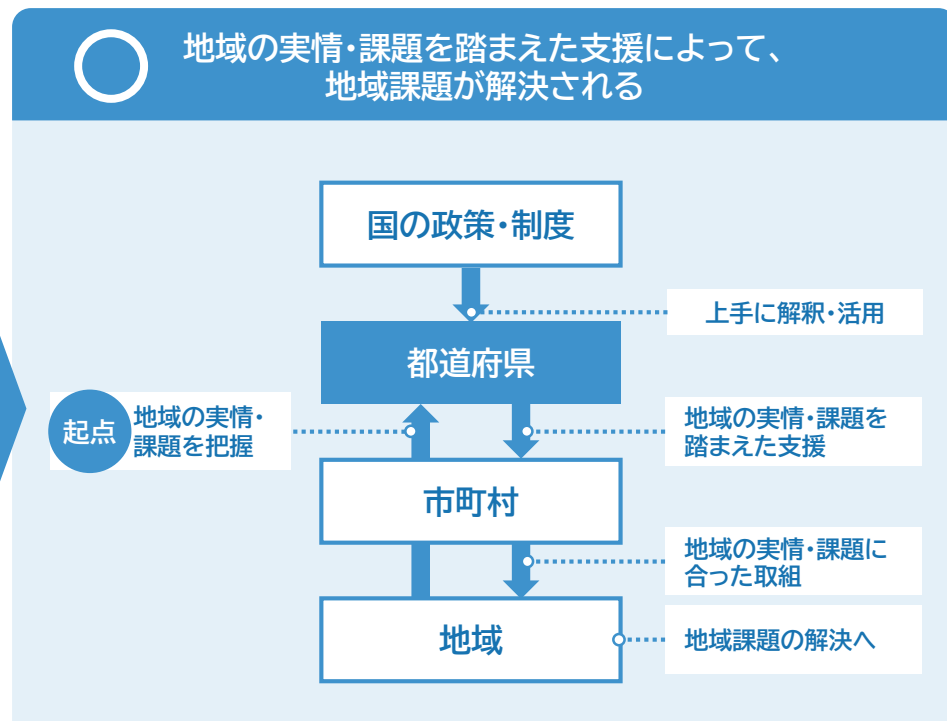 地域の実情・課題を踏まえた支援によって、
地域課題が解決される
国の政策・制度
上手に解釈・活用
都道府県
起点
地域の実情・
課題を把握
地域の実情・課題を
踏まえた支援
市町村
地域の実情・課題に
合った取組
地域
地域課題の解決へ